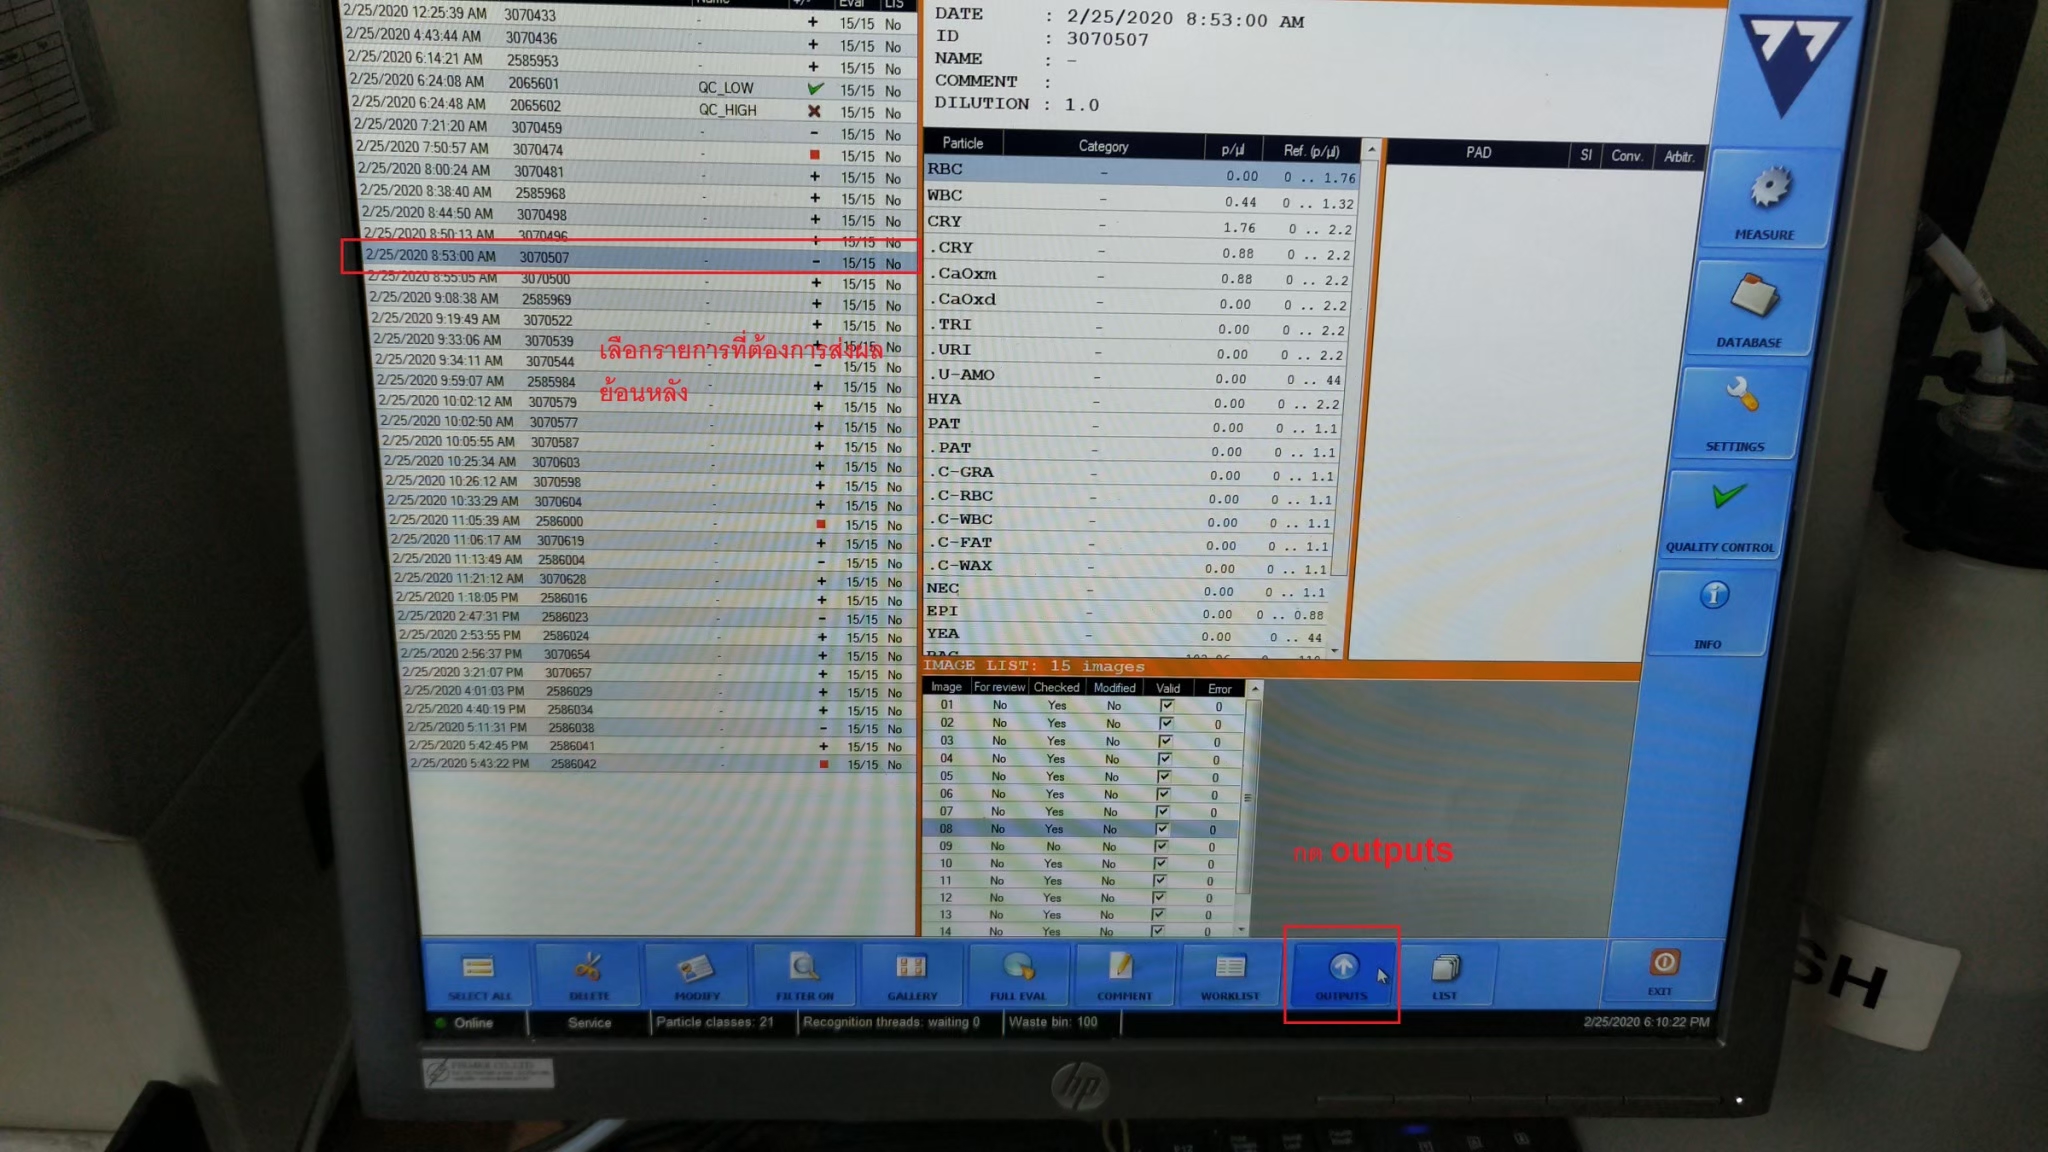 Name +/- Eval LIS
2/25/2020 12:25:39 AM 3070433 - + 15/15 No
2/25/2020 4:43:44 AM 3070436 - + 15/15 No
2/25/2020 6:14:21 AM 2585953 - + 15/15 No
2/25/2020 6:24:08 AM 2065601 QC_LOW 15/15 No
2/25/2020 6:24:48 AM 2065602 QC_HIGH 15/15 No
2/25/2020 7:21:20 AM 3070459 - - 15/15 No
2/25/2020 7:50:57 AM 3070474 - 15/15 No
2/25/2020 8:00:24 AM 3070481 - + 15/15 No
2/25/2020 8:38:40 AM 2585968 - + 15/15 No
2/25/2020 8:44:50 AM 3070498 - + 15/15 No
2/25/2020 8:50:13 AM 3070496 - + 15/15 No
2/25/2020 8:53:00 AM 3070507 - - 15/15 No
2/25/2020 8:55:05 AM 3070500 - + 15/15 No
2/25/2020 9:08:38 AM 2585969 - + 15/15 No
2/25/2020 9:19:49 AM 3070522 - + 15/15 No
2/25/2020 9:33:06 AM 3070539 - + 15/15 No
2/25/2020 9:34:11 AM 3070544 - - 15/15 No
2/25/2020 9:59:07 AM 2585984 - + 15/15 No
2/25/2020 10:02:12 AM 3070579 - + 15/15 No
2/25/2020 10:02:50 AM 3070577 - + 15/15 No
2/25/2020 10:05:55 AM 3070587 - + 15/15 No
2/25/2020 10:25:34 AM 3070603 - + 15/15 No
2/25/2020 10:26:12 AM 3070598 - + 15/15 No
2/25/2020 10:33:29 AM 3070604 - + 15/15 No
2/25/2020 11:05:39 AM 2586000 - 15/15 No
2/25/2020 11:06:17 AM 3070619 - + 15/15 No
2/25/2020 11:13:49 AM 2586004 - - 15/15 No
2/25/2020 11:21:12 AM 3070628 - + 15/15 No
2/25/2020 1:18:05 PM 2586016 - + 15/15 No
2/25/2020 2:47:31 PM 2586023 - - 15/15 No
2/25/2020 2:53:55 PM 2586024 - + 15/15 No
2/25/2020 2:56:37 PM 3070654 - + 15/15 No
2/25/2020 3:21:07 PM 3070657 - + 15/15 No
2/25/2020 4:01:03 PM 2586029 - + 15/15 No
2/25/2020 4:40:19 PM 2586034 - + 15/15 No
2/25/2020 5:11:31 PM 2586038 - - 15/15 No
2/25/2020 5:42:45 PM 2586041 - + 15/15 No
2/25/2020 5:43:22 PM 2586042 - 15/15 No
เลือกรายการที่ต้องการส่งผล
ย้อนหลัง
DATE : 2/25/2020 8:53:00 AM
ID : 3070507
NAME : -
COMMENT :
DILUTION : 1.0
Particle Category p/µl Ref. (p/µl)
RBC - 0.00 0 .. 1.76
WBC - 0.44 0 .. 1.32
CRY - 1.76 0 .. 2.2
.CRY - 0.88 0 .. 2.2
.CaOxm - 0.88 0 .. 2.2
.CaOxd - 0.00 0 .. 2.2
.TRI - 0.00 0 .. 2.2
.URI - 0.00 0 .. 2.2
.U-AMO - 0.00 0 .. 44
HYA - 0.00 0 .. 2.2
PAT - 0.00 0 .. 1.1
.PAT - 0.00 0 .. 1.1
.C-GRA - 0.00 0 .. 1.1
.C-RBC - 0.00 0 .. 1.1
.C-WBC - 0.00 0 .. 1.1
.C-FAT - 0.00 0 .. 1.1
.C-WAX - 0.00 0 .. 1.1
NEC - 0.00 0 .. 1.1
EPI - 0.00 0 .. 0.88
YEA - 0.00 0 .. 44
PAD SI Conv. Arbitr.
IMAGE LIST: 15 images
Image For review Checked Modified Valid Error
01 No Yes No 0
02 No Yes No 0
03 No Yes No 0
04 No Yes No 0
05 No Yes No 0
06 No Yes No 0
07 No Yes No 0
08 No Yes No 0
09 No No No 0
10 No Yes No 0
11 No Yes No 0
12 No Yes No 0
13 No Yes No 0
14 No Yes No 0
กด outputs
77
MEASURE
DATABASE
SETTINGS
QUALITY CONTROL
INFO
SELECT ALL DELETE MODIFY FILTER ON GALLERY FULL EVAL COMMENT WORKLIST OUTPUTS LIST EXIT
Online Service Particle classes: 21 Recognition threads: waiting 0 Waste bin: 100 2/25/2020 6:10:22 PM
hp
SH